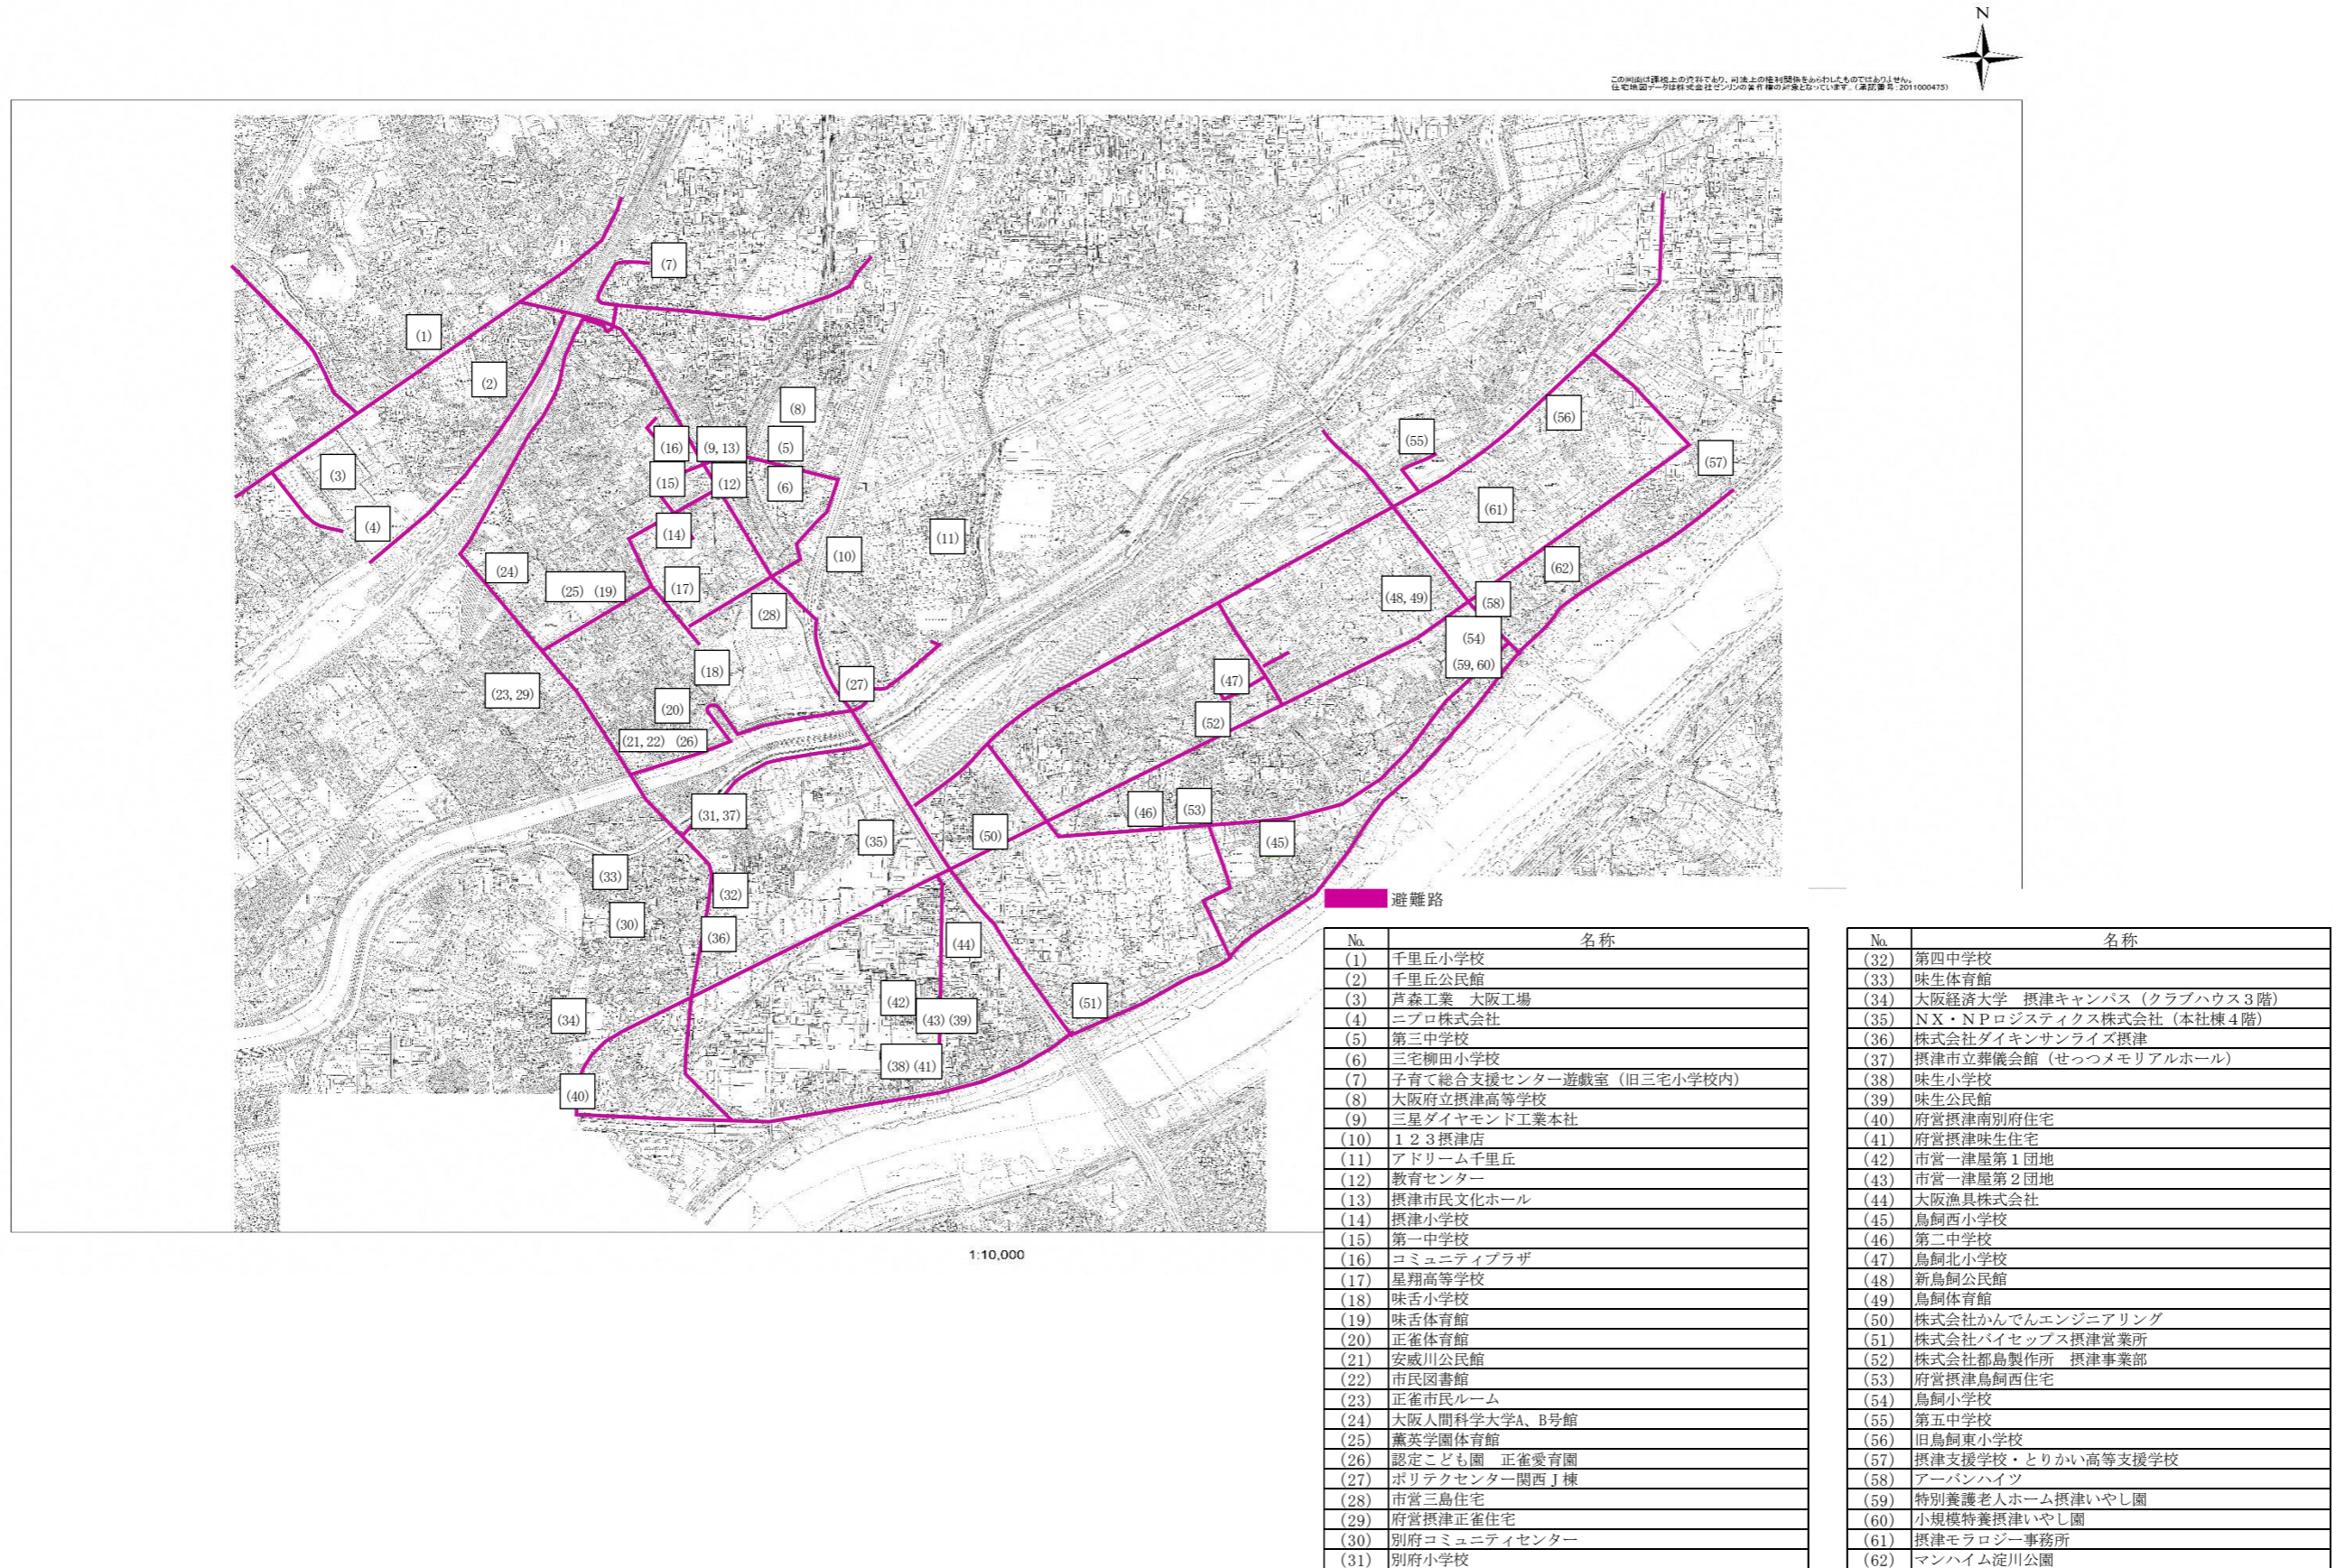 N
この図面は課税上の資料であり、司法上の権利関係をあらわしたものではありません。
住宅地図データは株式会社ゼンリンの著作権の対象となっています。(承諾番号:2011000475)
(7)
(1)
(2)
(8)
(56)
(55)
(16)
(9, 13)
(5)
(57)
(3)
(15)
(12)
(6)
(61)
(4)
(14)
(11)
(10)
(24)
(62)
(25) (19)
(17)
(48, 49)
(58)
(28)
(54)
(59, 60)
(18)
(47)
(27)
(23, 29)
(20)
(52)
(21, 22) (26)
(46)
(53)
(31, 37)
(50)
(35)
(45)
(33)
(32)
(30)
(36)
(44)
(42)
(51)
(34)
(43) (39)
(38) (41)
(40)
1:10,000
避難路
№ 名称
(1) 千里丘小学校
(2) 千里丘公民館
(3) 芦森工業 大阪工場
(4) ニプロ株式会社
(5) 第三中学校
(6) 三宅柳田小学校
(7) 子育て総合支援センター遊戯室(旧三宅小学校内)
(8) 大阪府立摂津高等学校
(9) 三星ダイヤモンド工業本社
(10) 123摂津店
(11) アドリーム千里丘
(12) 教育センター
(13) 摂津市民文化ホール
(14) 摂津小学校
(15) 第一中学校
(16) コミュニティプラザ
(17) 星翔高等学校
(18) 味舌小学校
(19) 味舌体育館
(20) 正雀体育館
(21) 安威川公民館
(22) 市民図書館
(23) 正雀市民ルーム
(24) 大阪人間科学大学A、B号館
(25) 薫英学園体育館
(26) 認定こども園 正雀愛育園
(27) ポリテクセンター関西J棟
(28) 市営三島住宅
(29) 府営摂津正雀住宅
(30) 別府コミュニティセンター
(31) 別府小学校
№ 名称
(32) 第四中学校
(33) 味生体育館
(34) 大阪経済大学 摂津キャンパス(クラブハウス3階)
(35) NX・NPロジスティクス株式会社(本社棟4階)
(36) 株式会社ダイキンサンライズ摂津
(37) 摂津市立葬儀会館(せっつメモリアルホール)
(38) 味生小学校
(39) 味生公民館
(40) 府営摂津南別府住宅
(41) 府営摂津味生住宅
(42) 市営一津屋第1団地
(43) 市営一津屋第2団地
(44) 大阪漁具株式会社
(45) 鳥飼西小学校
(46) 第二中学校
(47) 鳥飼北小学校
(48) 新鳥飼公民館
(49) 鳥飼体育館
(50) 株式会社かんでんエンジニアリング
(51) 株式会社バイセップス摂津営業所
(52) 株式会社都島製作所 摂津事業部
(53) 府営摂津鳥飼西住宅
(54) 鳥飼小学校
(55) 第五中学校
(56) 旧鳥飼東小学校
(57) 摂津支援学校・とりかい高等支援学校
(58) アーバンハイツ
(59) 特別養護老人ホーム摂津いやし園
(60) 小規模特養摂津いやし園
(61) 摂津モラロジー事務所
(62) マンハイム淀川公園